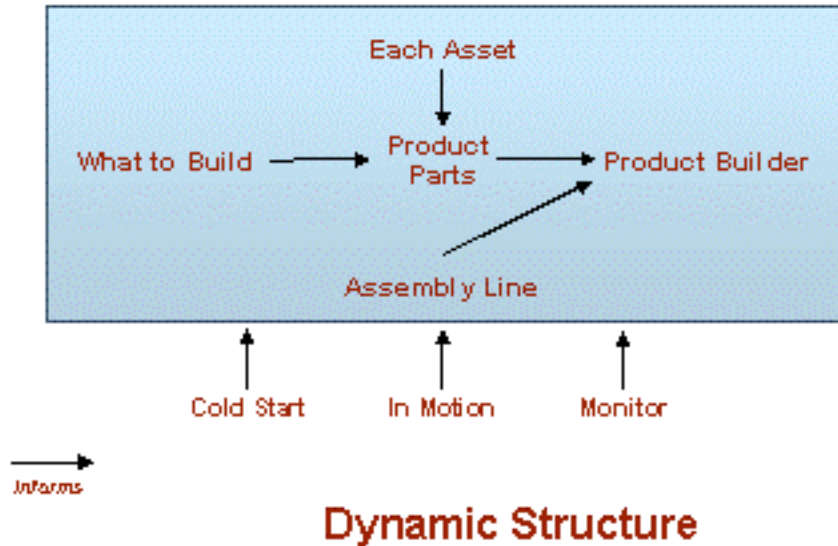 Each Asset
What to Build
Product
Parts
Product Builder
Assembly Line
Cold Start
In Motion
Monitor
Informs
Dynamic Structure